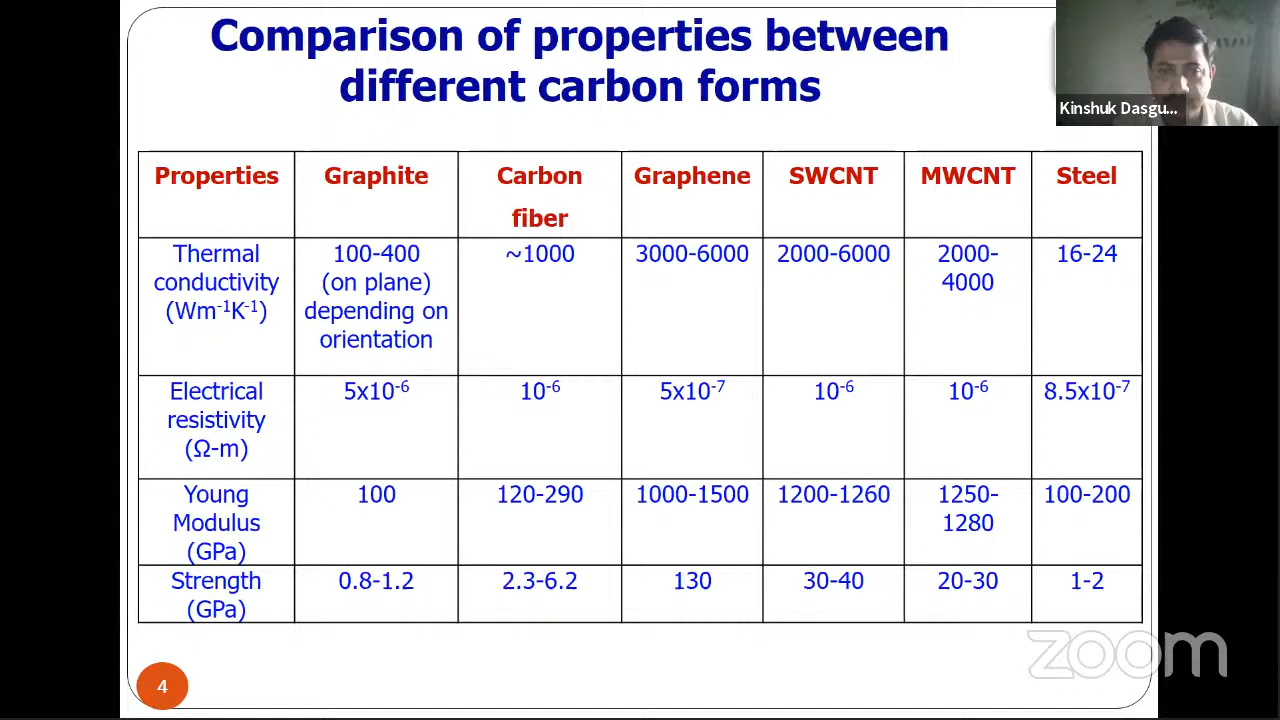 Comparison of properties between
different carbon forms
Kinshuk Dasgu...
Properties Graphite Carbon fiber Graphene SWCNT MWCNT Steel
Thermal conductivity (Wm⁻¹K⁻¹) 100-400 (on plane) depending on orientation ~1000 3000-6000 2000-6000 2000-4000 16-24
Electrical resistivity (Ω-m) 5x10⁻⁶ 10⁻⁶ 5x10⁻⁷ 10⁻⁶ 10⁻⁶ 8.5x10⁻⁷
Young Modulus (GPa) 100 120-290 1000-1500 1200-1260 1250-1280 100-200
Strength (GPa) 0.8-1.2 2.3-6.2 130 30-40 20-30 1-2
zoom
4